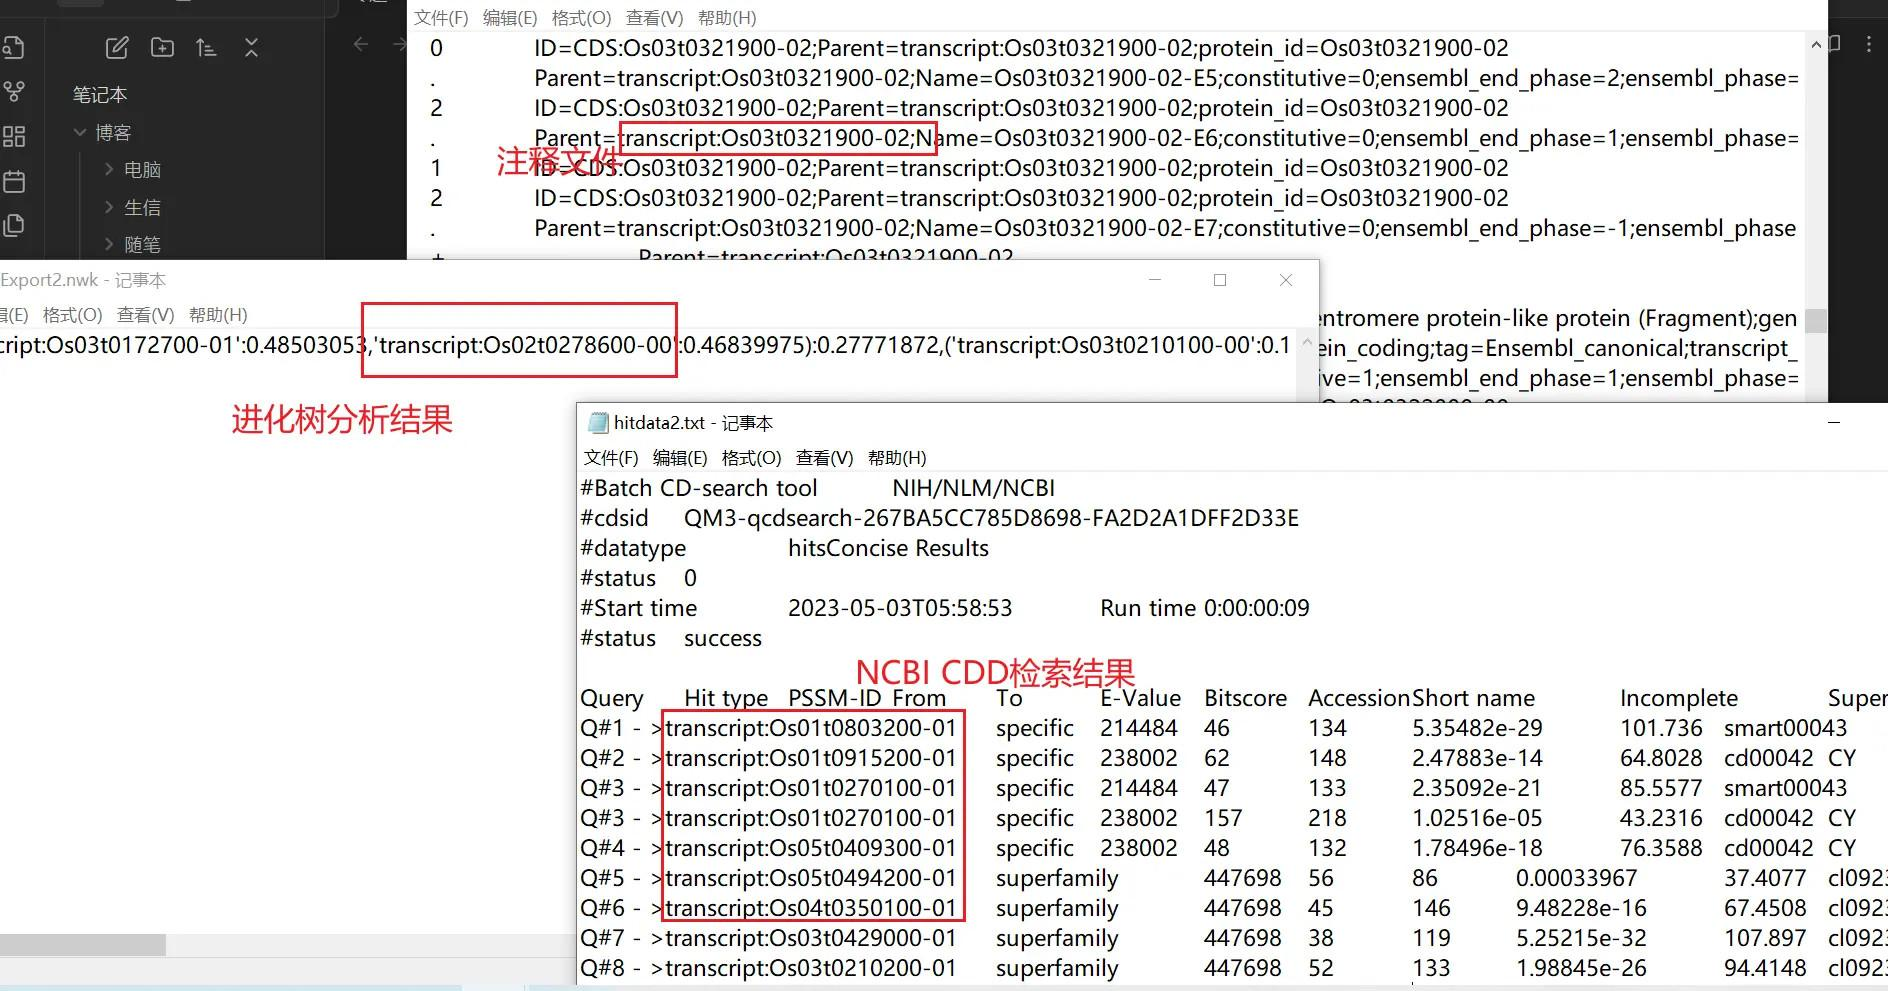 文件(F) 编辑(E) 格式(O) 查看(V) 帮助(H)
0 ID=CDS:Os03t0321900-02;Parent=transcript:Os03t0321900-02;protein_id=Os03t0321900-02
. Parent=transcript:Os03t0321900-02;Name=Os03t0321900-02-E5;constitutive=0;ensembl_end_phase=2;ensembl_phase=
2 ID=CDS:Os03t0321900-02;Parent=transcript:Os03t0321900-02;protein_id=Os03t0321900-02
. Parent=transcript:Os03t0321900-02;Name=Os03t0321900-02-E6;constitutive=0;ensembl_end_phase=1;ensembl_phase=
注释文件
1 ID=CDS:Os03t0321900-02;Parent=transcript:Os03t0321900-02;protein_id=Os03t0321900-02
2 ID=CDS:Os03t0321900-02;Parent=transcript:Os03t0321900-02;protein_id=Os03t0321900-02
. Parent=transcript:Os03t0321900-02;Name=Os03t0321900-02-E7;constitutive=0;ensembl_end_phase=-1;ensembl_phase
+ Parent=transcript:Os03t0321900-02
笔记本
博客
电脑
生信
随笔
Export2.nwk - 记事本
辑(E) 格式(O) 查看(V) 帮助(H)
cript:Os03t0172700-01':0.48503053,'transcript:Os02t0278600-00':0.46839975):0.27771872,('transcript:Os03t0210100-00':0.1
进化树分析结果
entromere protein-like protein (Fragment);gen
ein_coding;tag=Ensembl_canonical;transcript_
ive=1;ensembl_end_phase=1;ensembl_phase=
hitdata2.txt - 记事本
文件(F) 编辑(E) 格式(O) 查看(V) 帮助(H)
#Batch CD-search tool NIH/NLM/NCBI
#cdsid QM3-qcdsearch-267BA5CC785D8698-FA2D2A1DFF2D33E
#datatype hitsConcise Results
#status 0
#Start time 2023-05-03T05:58:53 Run time 0:00:00:09
#status success
NCBI CDD检索结果
Query Hit type PSSM-ID From To E-Value Bitscore Accession Short name Incomplete Super
Q#1 - >transcript:Os01t0803200-01 specific 214484 46 134 5.35482e-29 101.736 smart00043
Q#2 - >transcript:Os01t0915200-01 specific 238002 62 148 2.47883e-14 64.8028 cd00042 CY
Q#3 - >transcript:Os01t0270100-01 specific 214484 47 133 2.35092e-21 85.5577 smart00043
Q#3 - >transcript:Os01t0270100-01 specific 238002 157 218 1.02516e-05 43.2316 cd00042 CY
Q#4 - >transcript:Os05t0409300-01 specific 238002 48 132 1.78496e-18 76.3588 cd00042 CY
Q#5 - >transcript:Os05t0494200-01 superfamily 447698 56 86 0.00033967 37.4077 cl0923
Q#6 - >transcript:Os04t0350100-01 superfamily 447698 45 146 9.48228e-16 67.4508 cl0923
Q#7 - >transcript:Os03t0429000-01 superfamily 447698 38 119 5.25215e-32 107.897 cl0923
Q#8 - >transcript:Os03t0210200-01 superfamily 447698 52 133 1.98845e-26 94.4148 cl0923